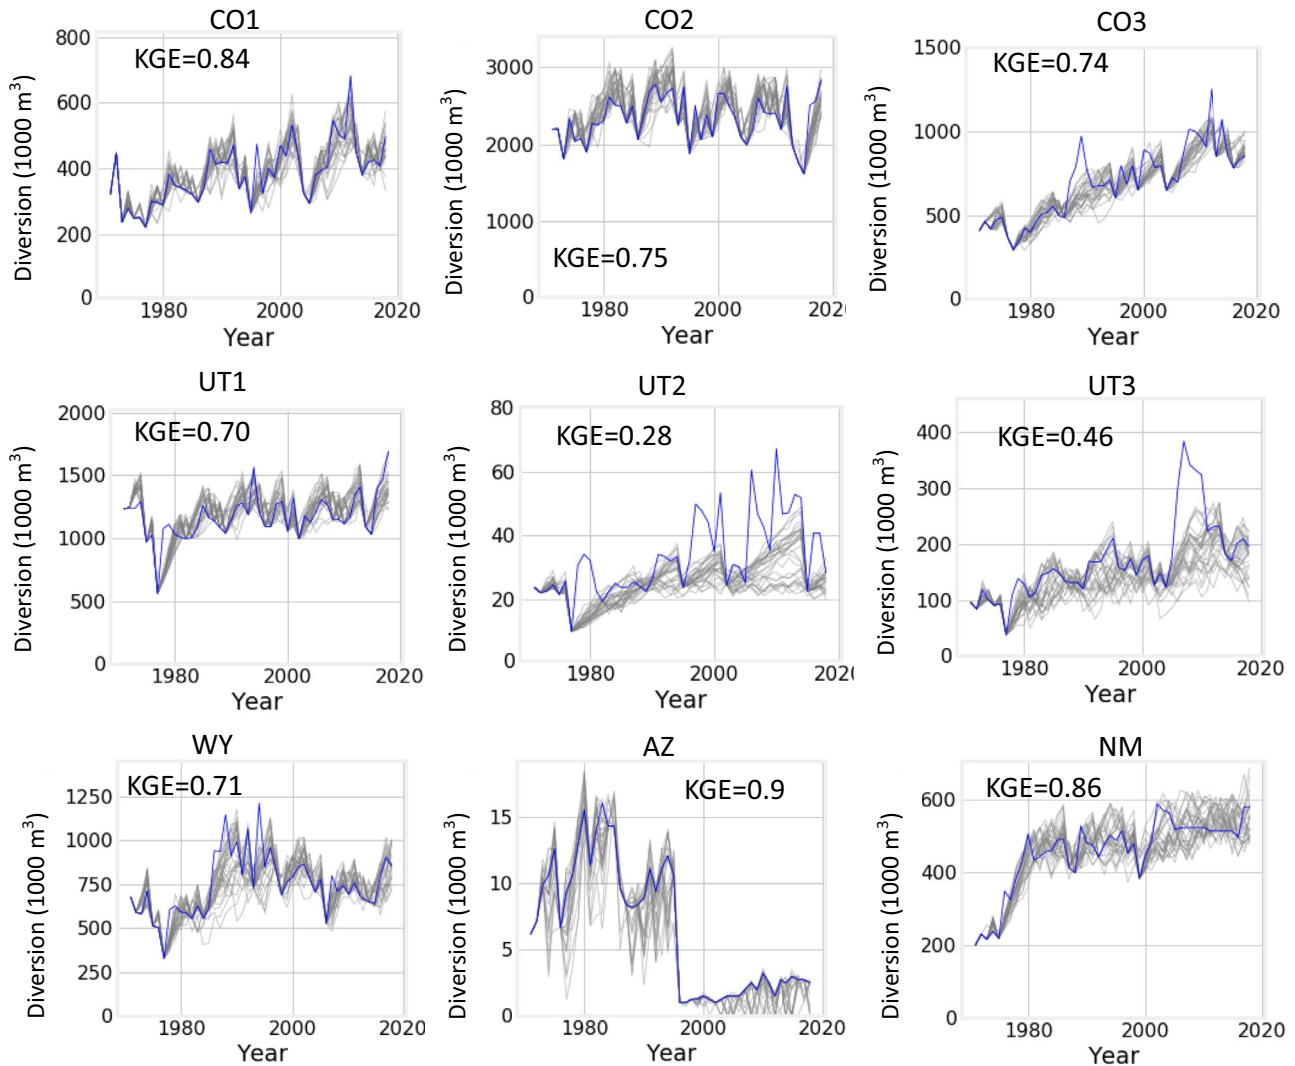 CO1
KGE=0.84
800
600
400
200
0
Diversion (1000 m³)
1980
2000
2020
Year
CO2
3000
2000
1000
0
KGE=0.75
Diversion (1000 m³)
1980
2000
202
Year
CO3
1500
KGE=0.74
1000
500
0
Diversion (1000 m³)
1980
2000
2020
Year
UT1
2000
KGE=0.70
1500
1000
500
0
Diversion (1000 m³)
1980
2000
2020
Year
UT2
80
KGE=0.28
60
40
20
0
Diversion (1000 m³)
1980
2000
202
Year
UT3
400
KGE=0.46
300
200
100
0
Diversion (1000 m³)
1980
2000
2020
Year
WY
KGE=0.71
1250
1000
750
500
250
0
Diversion (1000 m³)
1980
2000
2020
Year
AZ
KGE=0.9
15
10
5
0
Diversion (1000 m³)
1980
2000
2020
Year
NM
KGE=0.86
600
400
200
0
Diversion (1000 m³)
1980
2000
2020
Year